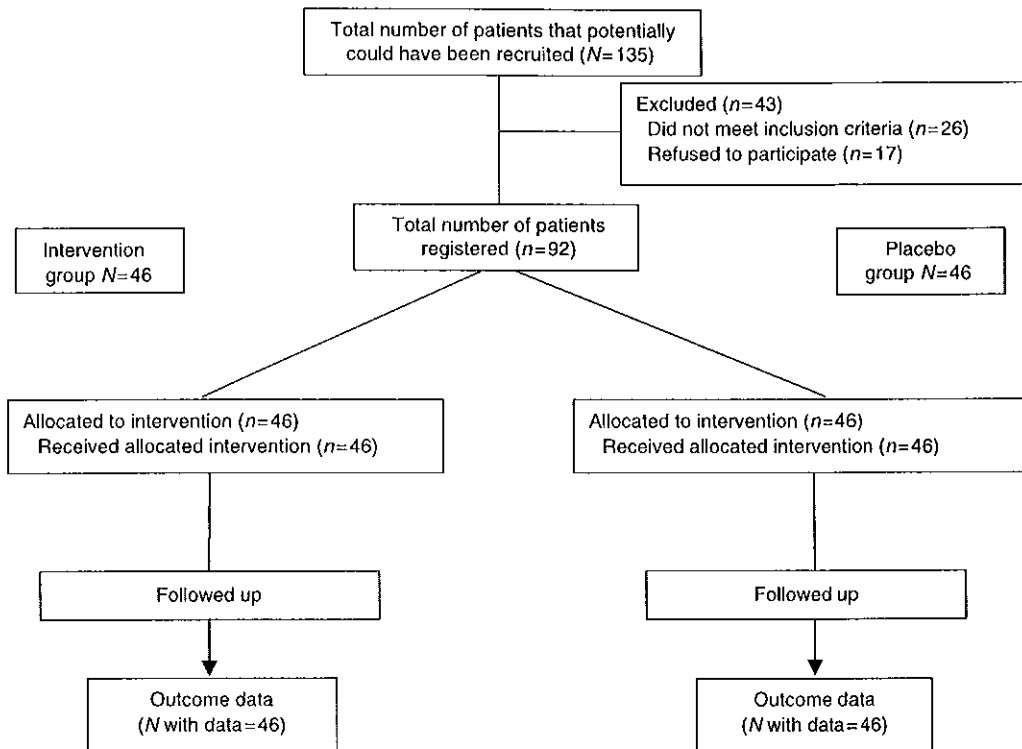 Total number of patients that potentially
could have been recruited (N=135)
Excluded (n=43)
Did not meet inclusion criteria (n=26)
Refused to participate (n=17)
Total number of patients
registered (n=92)
Intervention
group N=46
Placebo
group N=46
Allocated to intervention (n=46)
Received allocated intervention (n=46)
Allocated to intervention (n=46)
Received allocated intervention (n=46)
Followed up
Followed up
Outcome data
(N with data=46)
Outcome data
(N with data=46)